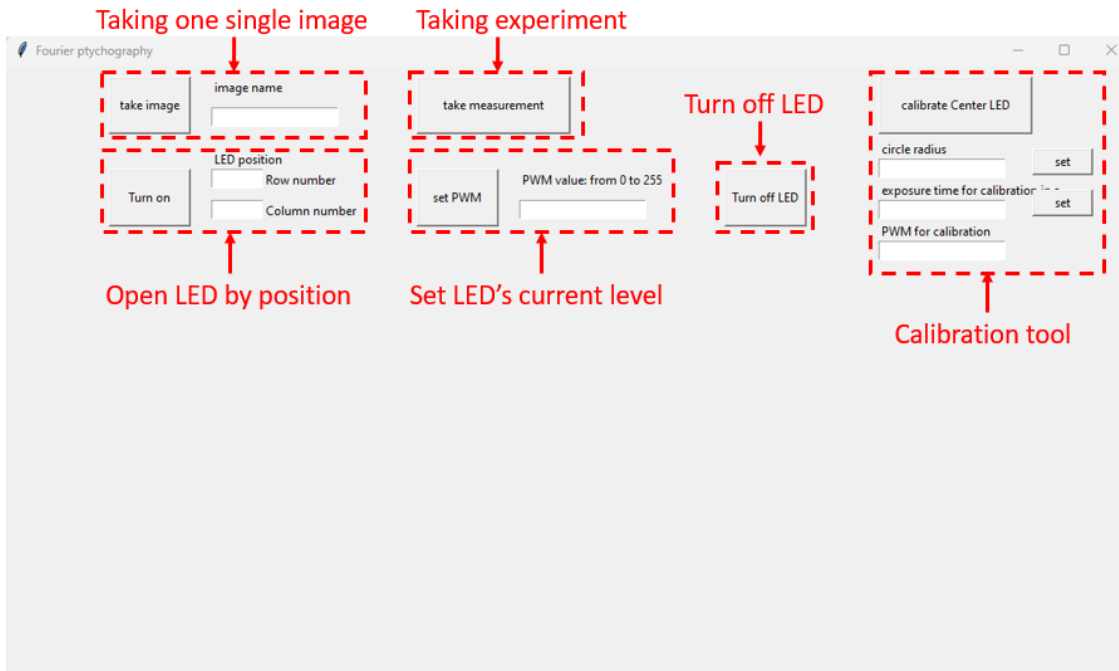 Taking one single image
Taking experiment
Fourier ptychography
take image
image name
take measurement
Turn off LED
calibrate Center LED
LED position
Turn on
Row number
Column number
set PWM
PWM value: from 0 to 255
Turn off LED
circle radius
set
exposure time for calibration in
set
PWM for calibration
Open LED by position
Set LED's current level
Calibration tool